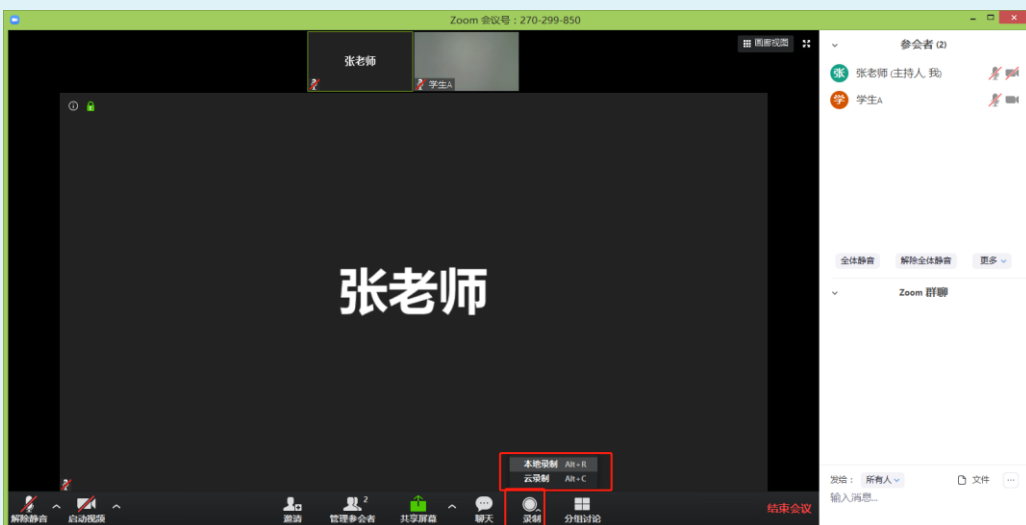 Zoom 会议号：270-299-850
张老师
学生A
画廊视图
张老师
本地录制 Alt+R
云录制 Alt+C
解除静音
启动视频
邀请
管理参会者 2
共享屏幕
聊天
录制
分组讨论
结束会议
参会者 (2)
张 张老师 (主持人, 我)
学 学生A
全体静音 解除全体静音 更多
Zoom 群聊
发给： 所有人 文件 ...
输入消息...